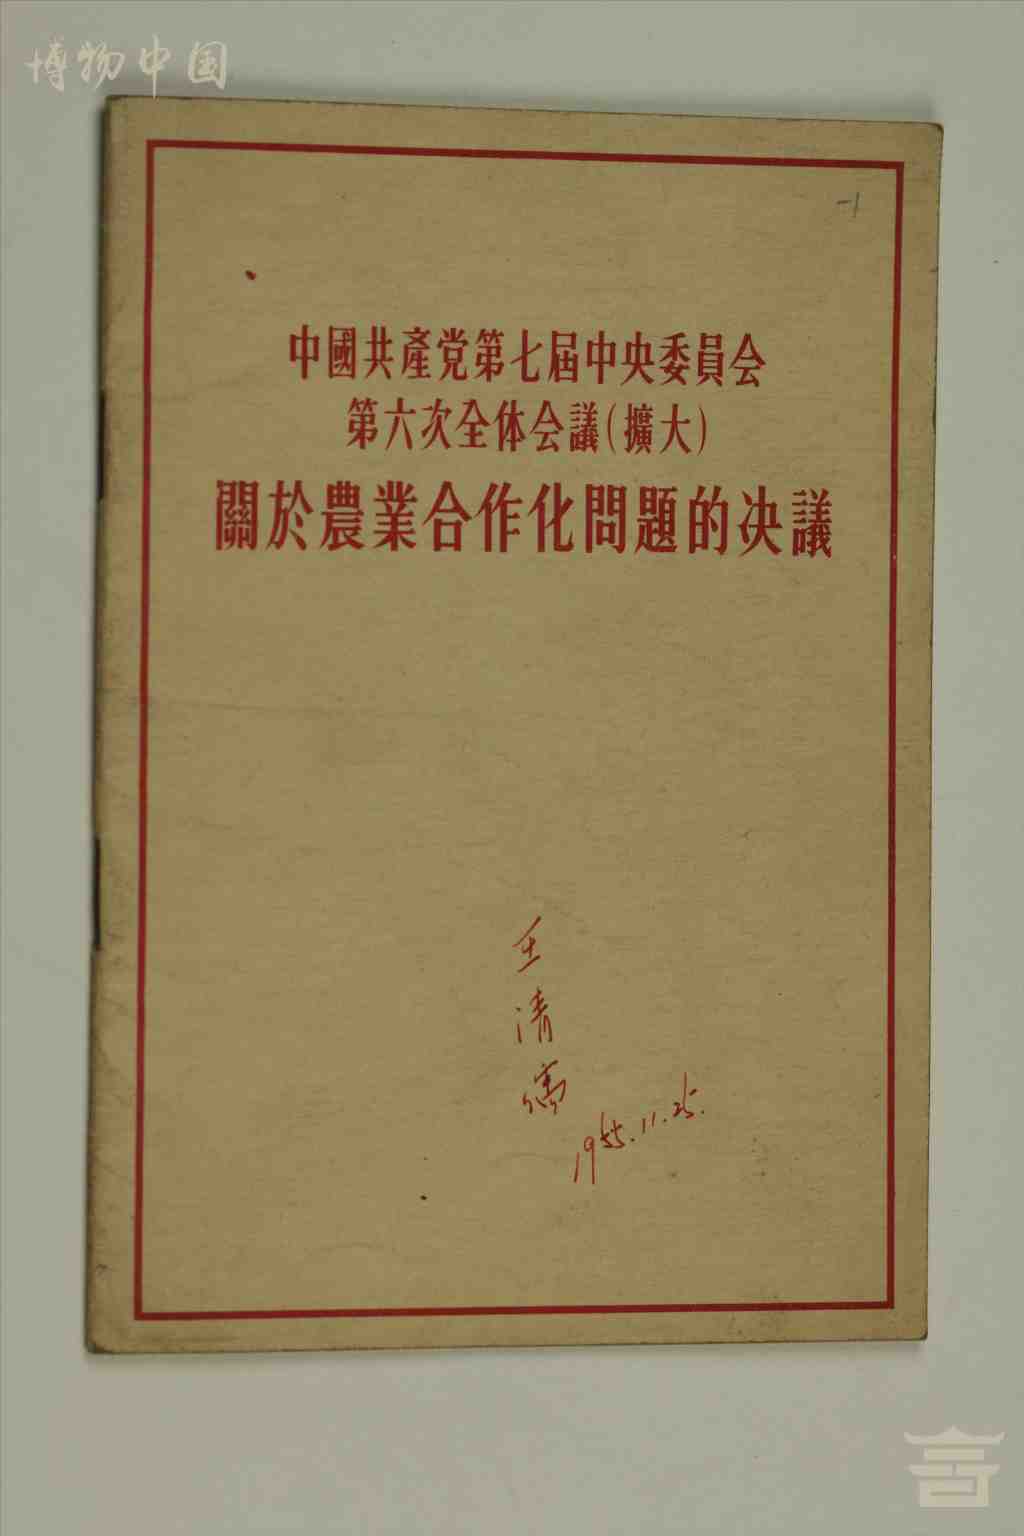 博物中国
-1
中國共產党第七届中央委員会
第六次全体会議(擴大)
關於農業合作化問題的决議
王
清
1955.11.25.